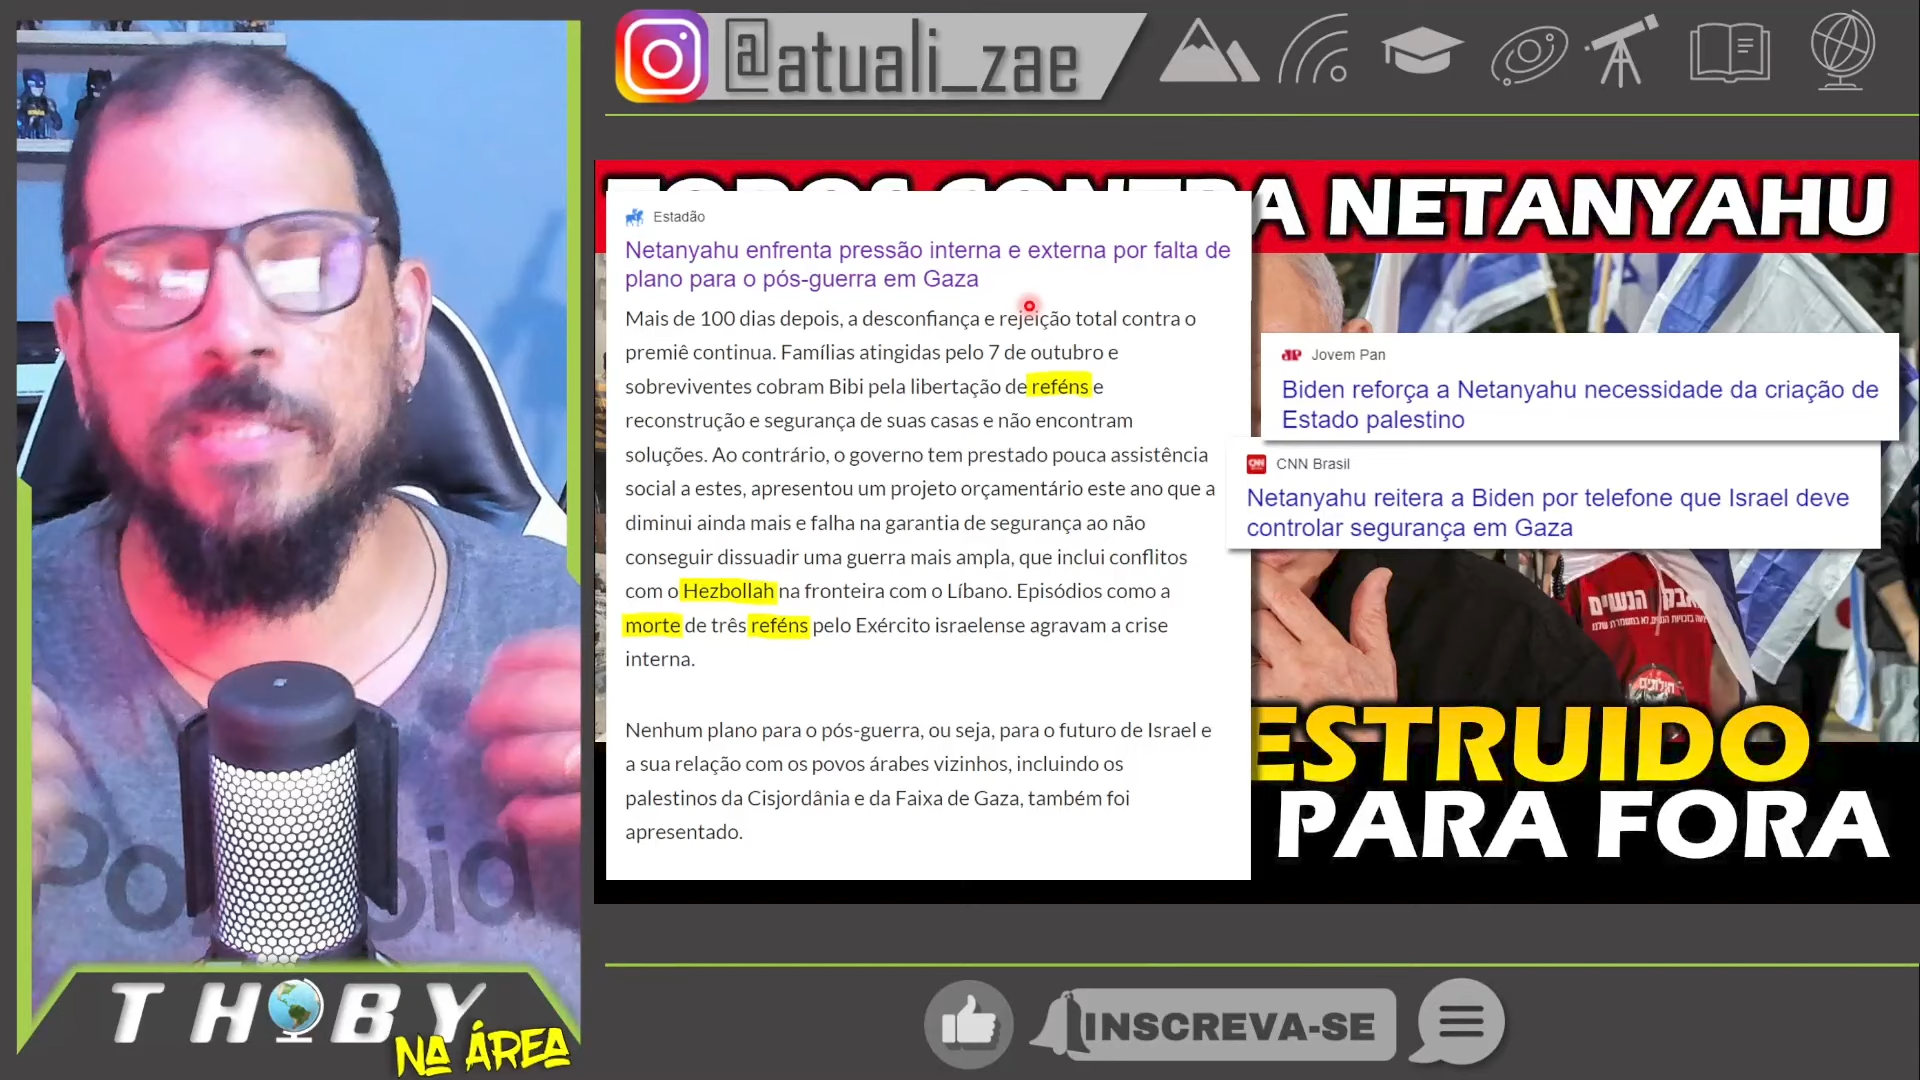 @atuali_zae
A NETANYAHU
Estadão
Netanyahu enfrenta pressão interna e externa por falta de
plano para o pós-guerra em Gaza
Mais de 100 dias depois, a desconfiança e rejeição total contra o
premiê continua. Famílias atingidas pelo 7 de outubro e
sobreviventes cobram Bibi pela libertação de reféns e
reconstrução e segurança de suas casas e não encontram
soluções. Ao contrário, o governo tem prestado pouca assistência
social a estes, apresentou um projeto orçamentário este ano que a
diminui ainda mais e falha na garantia de segurança ao não
conseguir dissuadir uma guerra mais ampla, que inclui conflitos
com o Hezbollah na fronteira com o Líbano. Episódios como a
morte de três reféns pelo Exército israelense agravam a crise
interna.
Nenhum plano para o pós-guerra, ou seja, para o futuro de Israel e
a sua relação com os povos árabes vizinhos, incluindo os
palestinos da Cisjordânia e da Faixa de Gaza, também foi
apresentado.
Jovem Pan
Biden reforça a Netanyahu necessidade da criação de
Estado palestino
CNN Brasil
Netanyahu reitera a Biden por telefone que Israel deve
controlar segurança em Gaza
ESTRUIDO
PARA FORA
THOBY
NA ÁREA
INSCREVA-SE